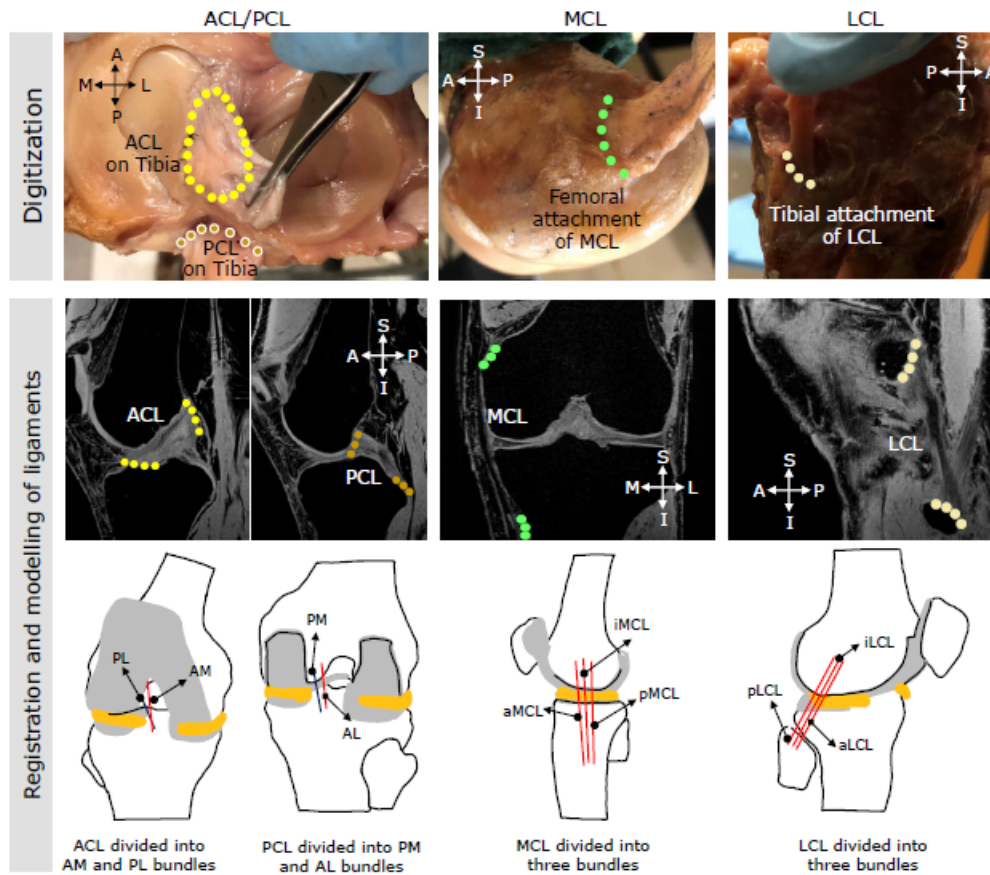 ACL/PCL
MCL
LCL
Digitization
A
M
L
P
ACL
on Tibia
PCL
on Tibia
S
A
P
I
Femoral
attachment
of MCL
S
P
A
I
Tibial attachment
of LCL
Registration and modelling of ligaments
ACL
S
A
P
I
PCL
MCL
S
M
L
I
LCL
S
A
P
I
PL
AM
PM
AL
iMCL
aMCL
pMCL
iLCL
pLCL
aLCL
ACL divided into
AM and PL bundles
PCL divided into PM
and AL bundles
MCL divided into
three bundles
LCL divided into
three bundles